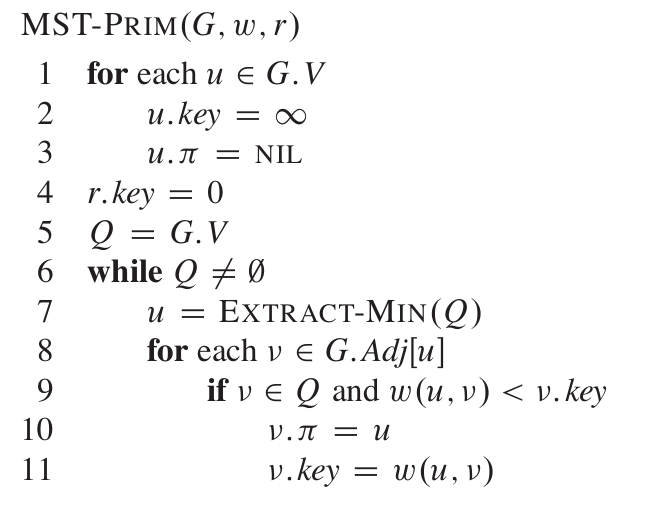 MST-PRIM(G, w, r)
1 for each u ∈ G.V
2 u.key = ∞
3 u.π = NIL
4 r.key = 0
5 Q = G.V
6 while Q ≠ ∅
7 u = EXTRACT-MIN(Q)
8 for each v ∈ G.Adj[u]
9 if v ∈ Q and w(u, v) < v.key
10 v.π = u
11 v.key = w(u, v)